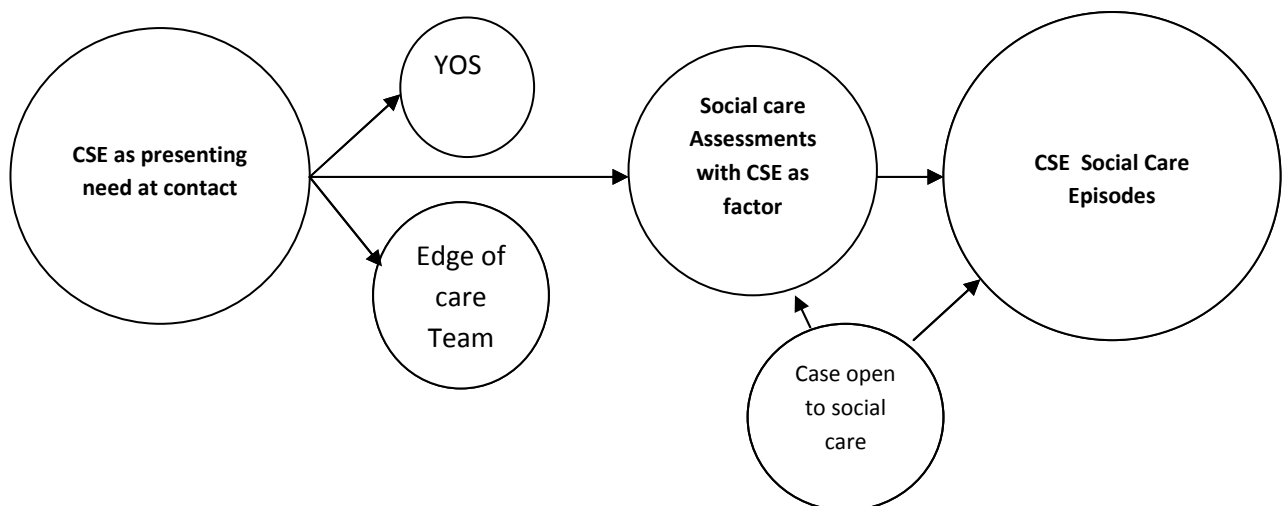 CSE as presenting
need at contact
YOS
Edge of
care
Team
Social care
Assessments
with CSE as
factor
Case open
to social
care
CSE  Social Care
Episodes